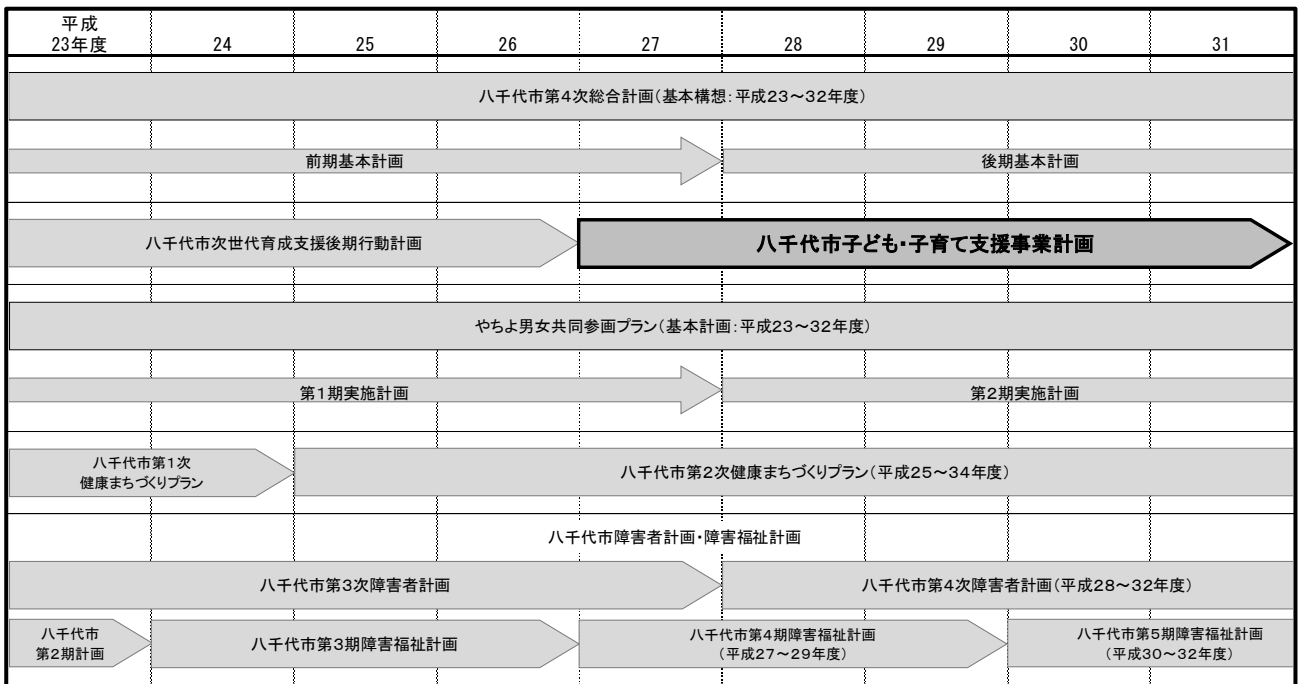 平成
23年度 24 25 26 27 28 29 30 31
八千代市第4次総合計画(基本構想:平成23～32年度)
前期基本計画 後期基本計画
八千代市次世代育成支援後期行動計画 八千代市子ども・子育て支援事業計画
やちよ男女共同参画プラン(基本計画:平成23～32年度)
第1期実施計画 第2期実施計画
八千代市第1次
健康まちづくりプラン
八千代市第2次健康まちづくりプラン(平成25～34年度)
八千代市障害者計画・障害福祉計画
八千代市第3次障害者計画 八千代市第4次障害者計画(平成28～32年度)
八千代市
第2期計画
八千代市第3期障害福祉計画
八千代市第4期障害福祉計画
(平成27～29年度)
八千代市第5期障害福祉計画
(平成30～32年度)